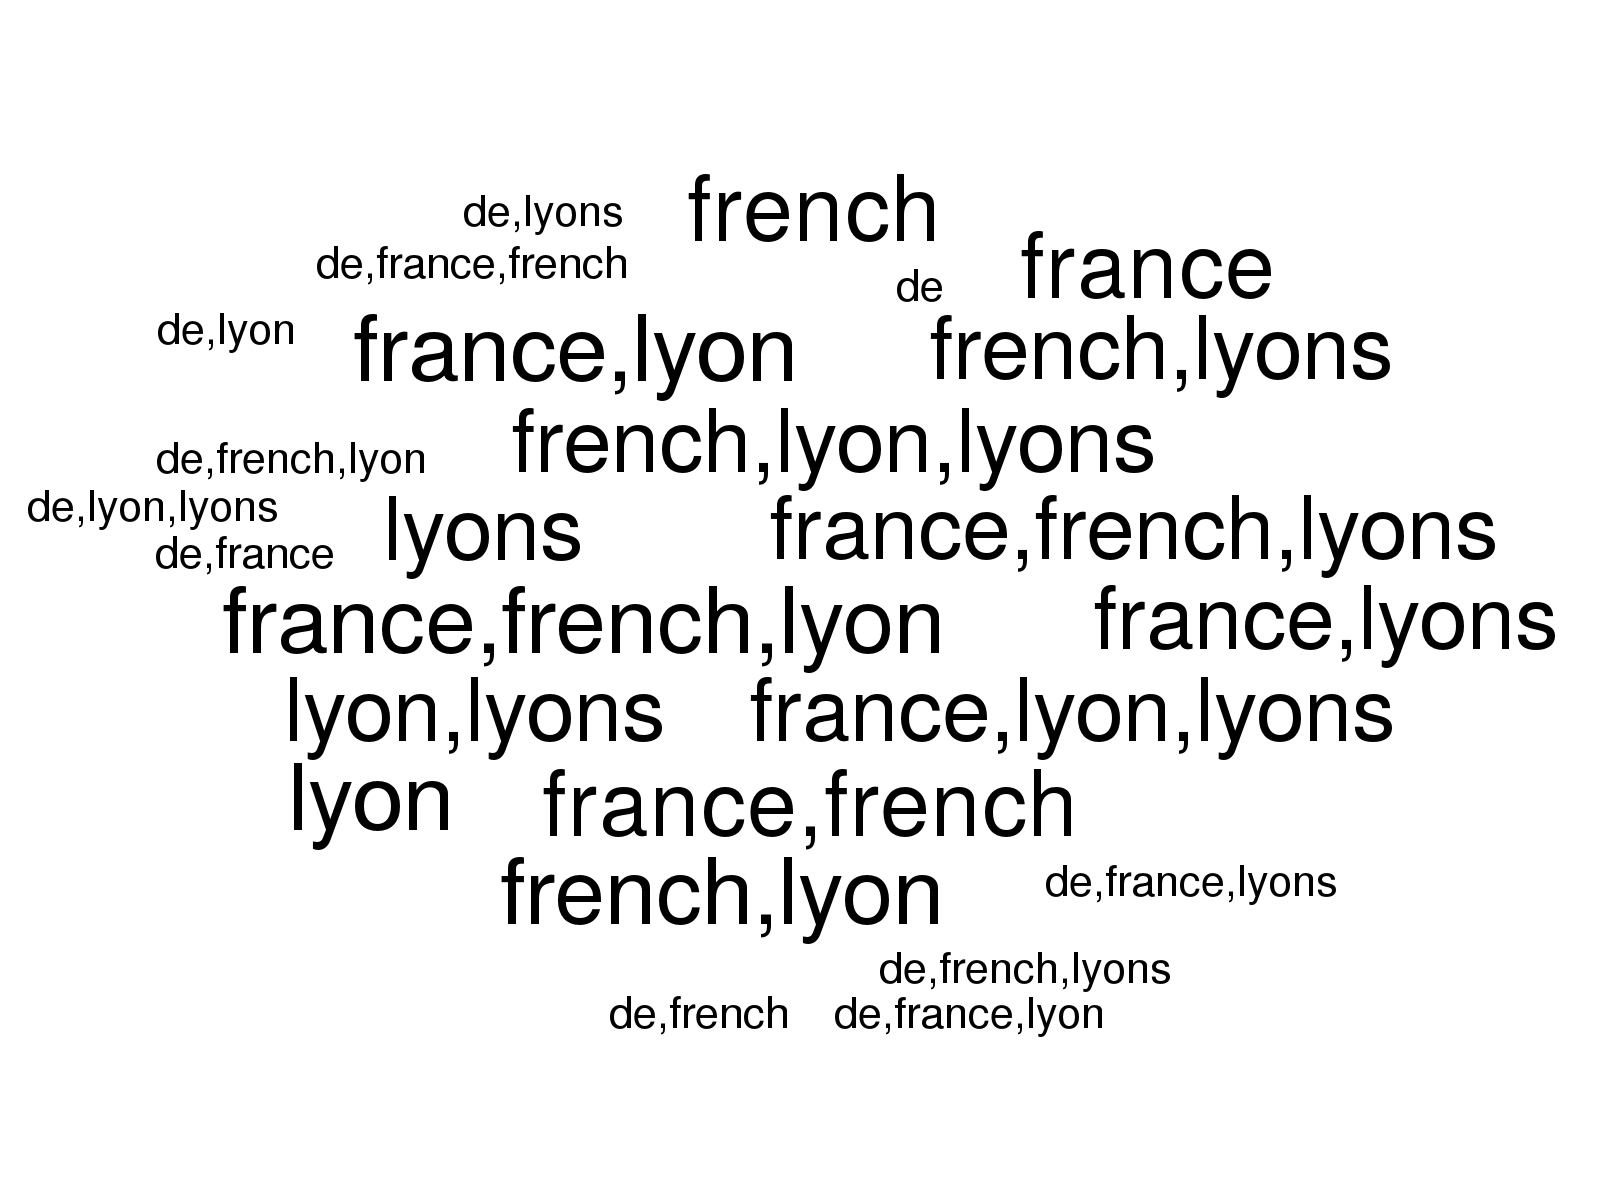 de,lyons french
de,france,french de france
de,lyon france,lyon french,lyons
de,french,lyon french,lyon,lyons
de,lyon,lyons lyons france,french,lyons
de,france
france,french,lyon france,lyons
lyon,lyons france,lyon,lyons
lyon france,french
french,lyon de,france,lyons
de,french,lyons
de,french de,france,lyon